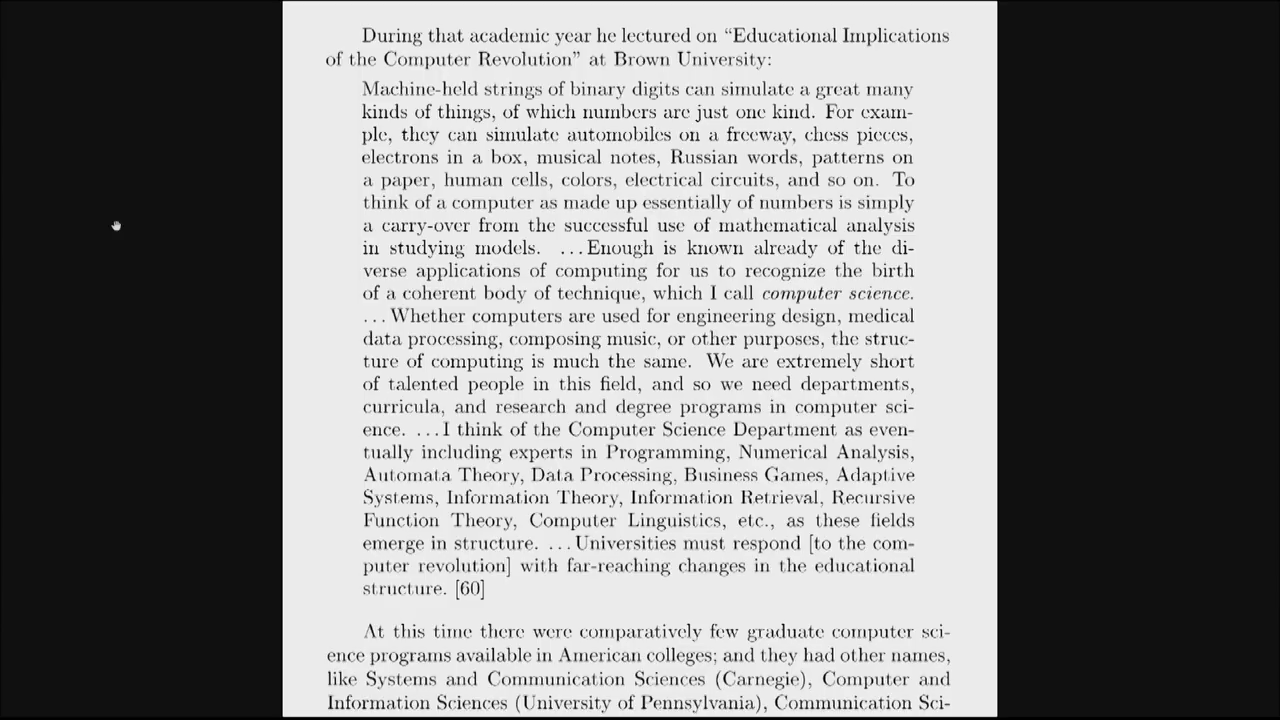 During that academic year he lectured on “Educational Implications
of the Computer Revolution” at Brown University:
Machine-held strings of binary digits can simulate a great many
kinds of things, of which numbers are just one kind. For exam-
ple, they can simulate automobiles on a freeway, chess pieces,
electrons in a box, musical notes, Russian words, patterns on
a paper, human cells, colors, electrical circuits, and so on. To
think of a computer as made up essentially of numbers is simply
a carry-over from the successful use of mathematical analysis
in studying models. ...Enough is known already of the di-
verse applications of computing for us to recognize the birth
of a coherent body of technique, which I call computer science.
...Whether computers are used for engineering design, medical
data processing, composing music, or other purposes, the struc-
ture of computing is much the same. We are extremely short
of talented people in this field, and so we need departments,
curricula, and research and degree programs in computer sci-
ence. ...I think of the Computer Science Department as even-
tually including experts in Programming, Numerical Analysis,
Automata Theory, Data Processing, Business Games, Adaptive
Systems, Information Theory, Information Retrieval, Recursive
Function Theory, Computer Linguistics, etc., as these fields
emerge in structure. ...Universities must respond [to the com-
puter revolution] with far-reaching changes in the educational
structure. [60]
At this time there were comparatively few graduate computer sci-
ence programs available in American colleges; and they had other names,
like Systems and Communication Sciences (Carnegie), Computer and
Information Sciences (University of Pennsylvania), Communication Sci-